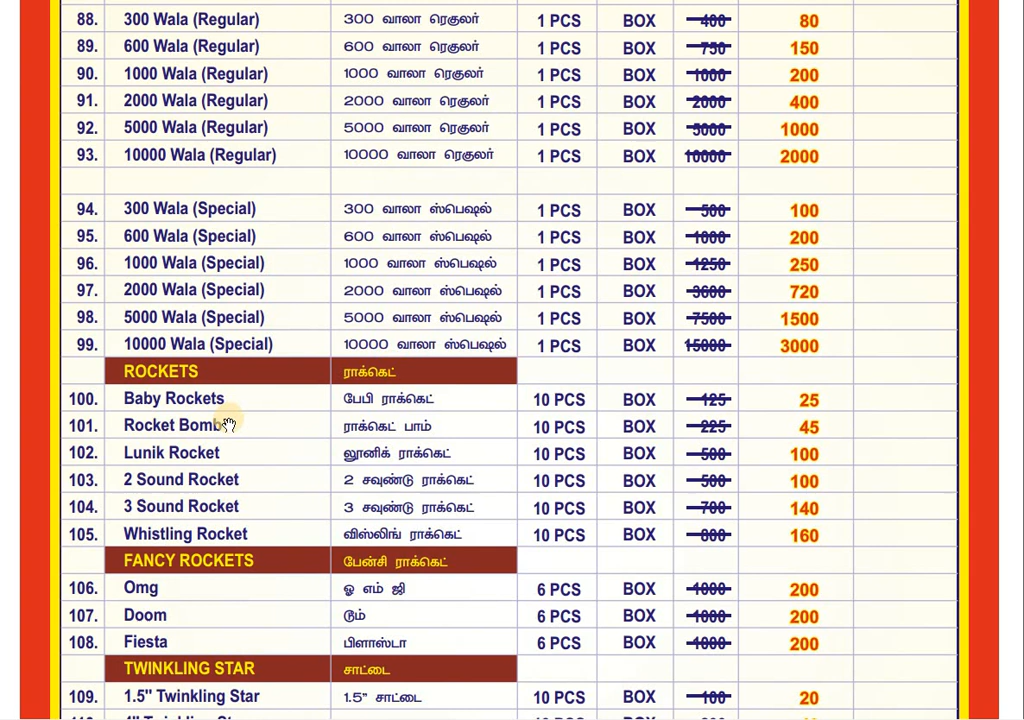 88. 300 Wala (Regular) 300 வாலா ரெகுலர் 1 PCS BOX 400 80
89. 600 Wala (Regular) 600 வாலா ரெகுலர் 1 PCS BOX 750 150
90. 1000 Wala (Regular) 1000 வாலா ரெகுலர் 1 PCS BOX 1000 200
91. 2000 Wala (Regular) 2000 வாலா ரெகுலர் 1 PCS BOX 2000 400
92. 5000 Wala (Regular) 5000 வாலா ரெகுலர் 1 PCS BOX 5000 1000
93. 10000 Wala (Regular) 10000 வாலா ரெகுலர் 1 PCS BOX 10000 2000
94. 300 Wala (Special) 300 வாலா ஸ்பெஷல் 1 PCS BOX 500 100
95. 600 Wala (Special) 600 வாலா ஸ்பெஷல் 1 PCS BOX 1000 200
96. 1000 Wala (Special) 1000 வாலா ஸ்பெஷல் 1 PCS BOX 1250 250
97. 2000 Wala (Special) 2000 வாலா ஸ்பெஷல் 1 PCS BOX 3600 720
98. 5000 Wala (Special) 5000 வாலா ஸ்பெஷல் 1 PCS BOX 7500 1500
99. 10000 Wala (Special) 10000 வாலா ஸ்பெஷல் 1 PCS BOX 15000 3000
ROCKETS ராக்கெட்
100. Baby Rockets பேபி ராக்கெட் 10 PCS BOX 125 25
101. Rocket Bomb ராக்கெட் பாம் 10 PCS BOX 225 45
102. Lunik Rocket லூனிக் ராக்கெட் 10 PCS BOX 500 100
103. 2 Sound Rocket 2 சவுண்டு ராக்கெட் 10 PCS BOX 500 100
104. 3 Sound Rocket 3 சவுண்டு ராக்கெட் 10 PCS BOX 700 140
105. Whistling Rocket விஸ்லிங் ராக்கெட் 10 PCS BOX 800 160
FANCY ROCKETS பேன்சி ராக்கெட்
106. Omg ஓ எம் ஜி 6 PCS BOX 1000 200
107. Doom டூம் 6 PCS BOX 1000 200
108. Fiesta பிளாஸ்டா 6 PCS BOX 1000 200
TWINKLING STAR சாட்டை
109. 1.5" Twinkling Star 1.5" சாட்டை 10 PCS BOX 100 20